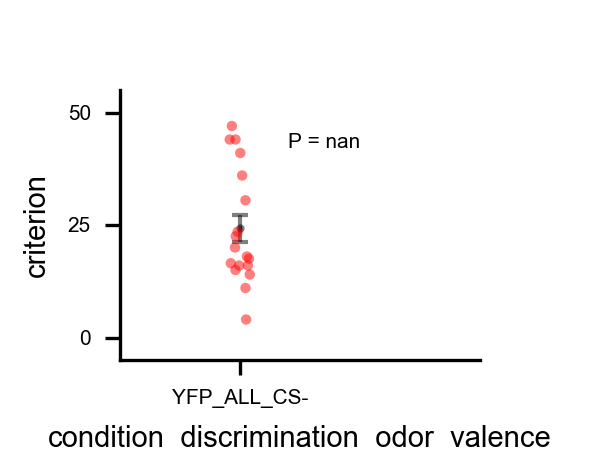 50
P = nan
25
criterion
0
YFP_ALL_CS-
condition discrimination odor valence